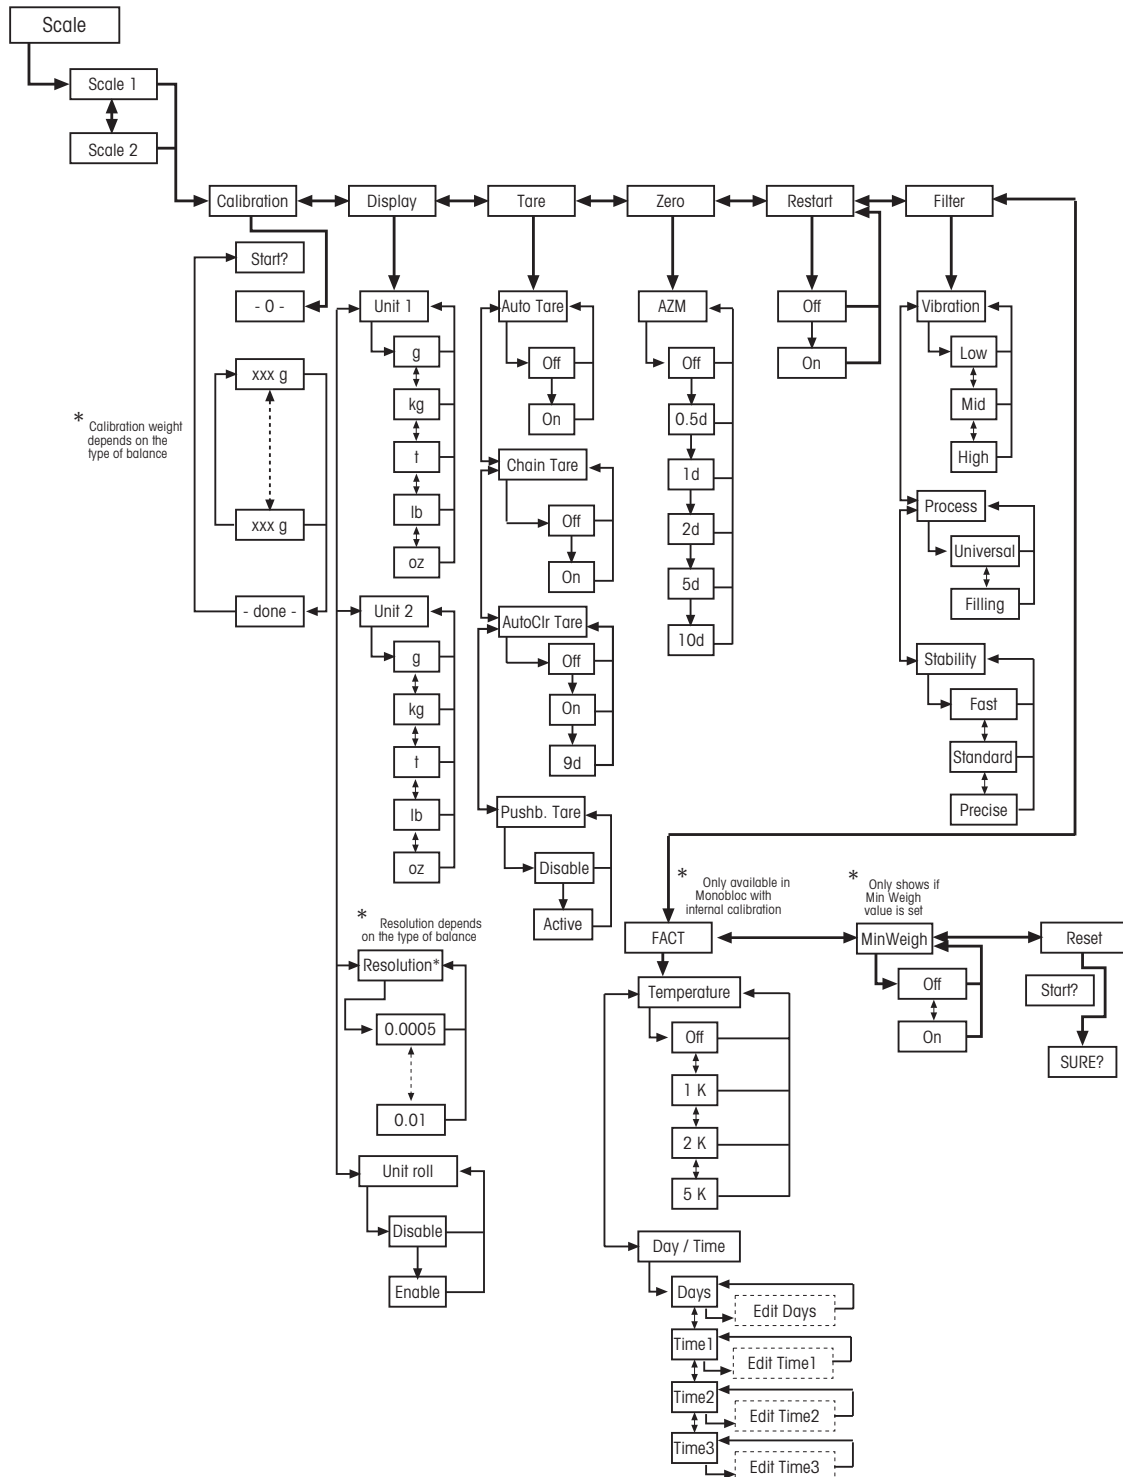 Scale
Scale 1
Scale 2
Calibration
Display
Tare
Zero
Restart
Filter
Start?
- 0 -
xxx g
* Calibration weight
depends on the
type of balance
xxx g
- done -
Unit 1
g
kg
t
lb
oz
Unit 2
g
kg
t
lb
oz
* Resolution depends
on the type of balance
Resolution*
0.0005
0.01
Unit roll
Disable
Enable
Auto Tare
Off
On
Chain Tare
Off
On
AutoClr Tare
Off
On
9d
Pushb. Tare
Disable
Active
AZM
Off
0.5d
1d
2d
5d
10d
Off
On
Vibration
Low
Mid
High
Process
Universal
Filling
Stability
Fast
Standard
Precise
* Only available in
Monobloc with
internal calibration
* Only shows if
Min Weigh
value is set
FACT
MinWeigh
Reset
Temperature
Off
1 K
2 K
5 K
Off
On
Start?
SURE?
Day / Time
Days
Edit Days
Time1
Edit Time1
Time2
Edit Time2
Time3
Edit Time3